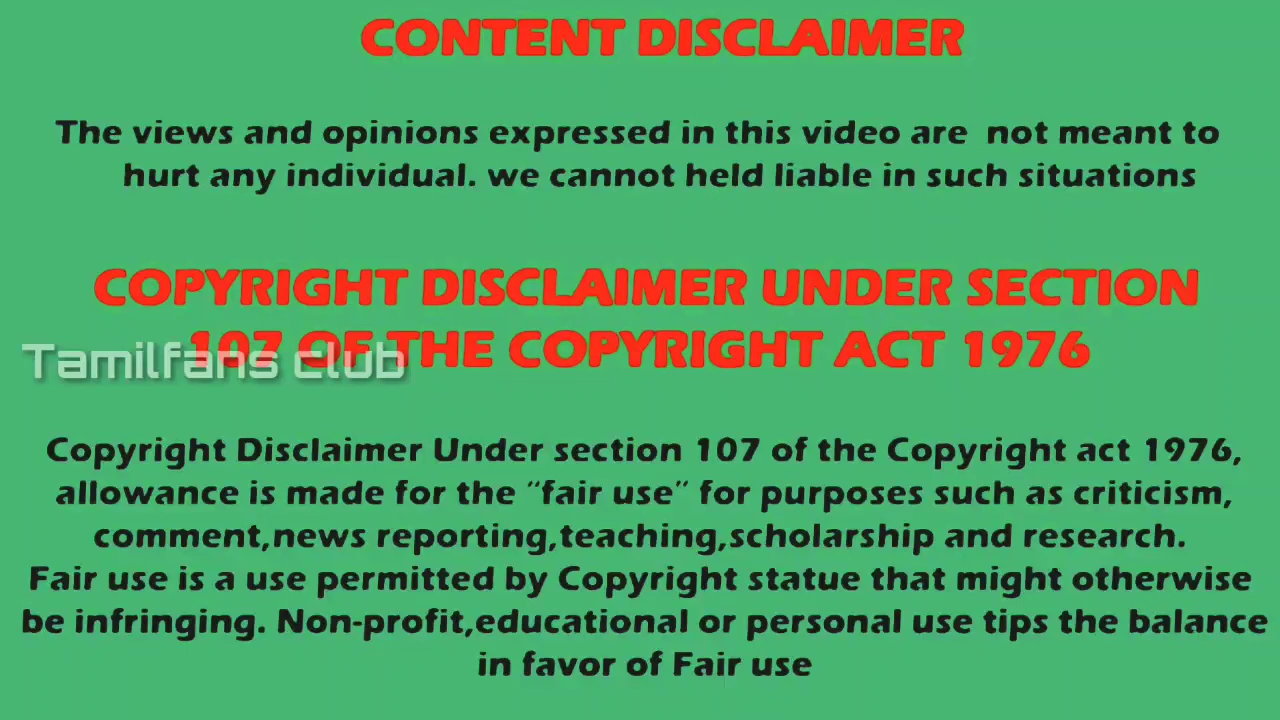 CONTENT DISCLAIMER
The views and opinions expressed in this video are not meant to
hurt any individual. we cannot held liable in such situations
COPYRIGHT DISCLAIMER UNDER SECTION
107 OF THE COPYRIGHT ACT 1976
Tamilfans club
Copyright Disclaimer Under section 107 of the Copyright act 1976,
allowance is made for the "fair use" for purposes such as criticism,
comment,news reporting,teaching,scholarship and research.
Fair use is a use permitted by Copyright statue that might otherwise
be infringing. Non-profit,educational or personal use tips the balance
in favor of Fair use